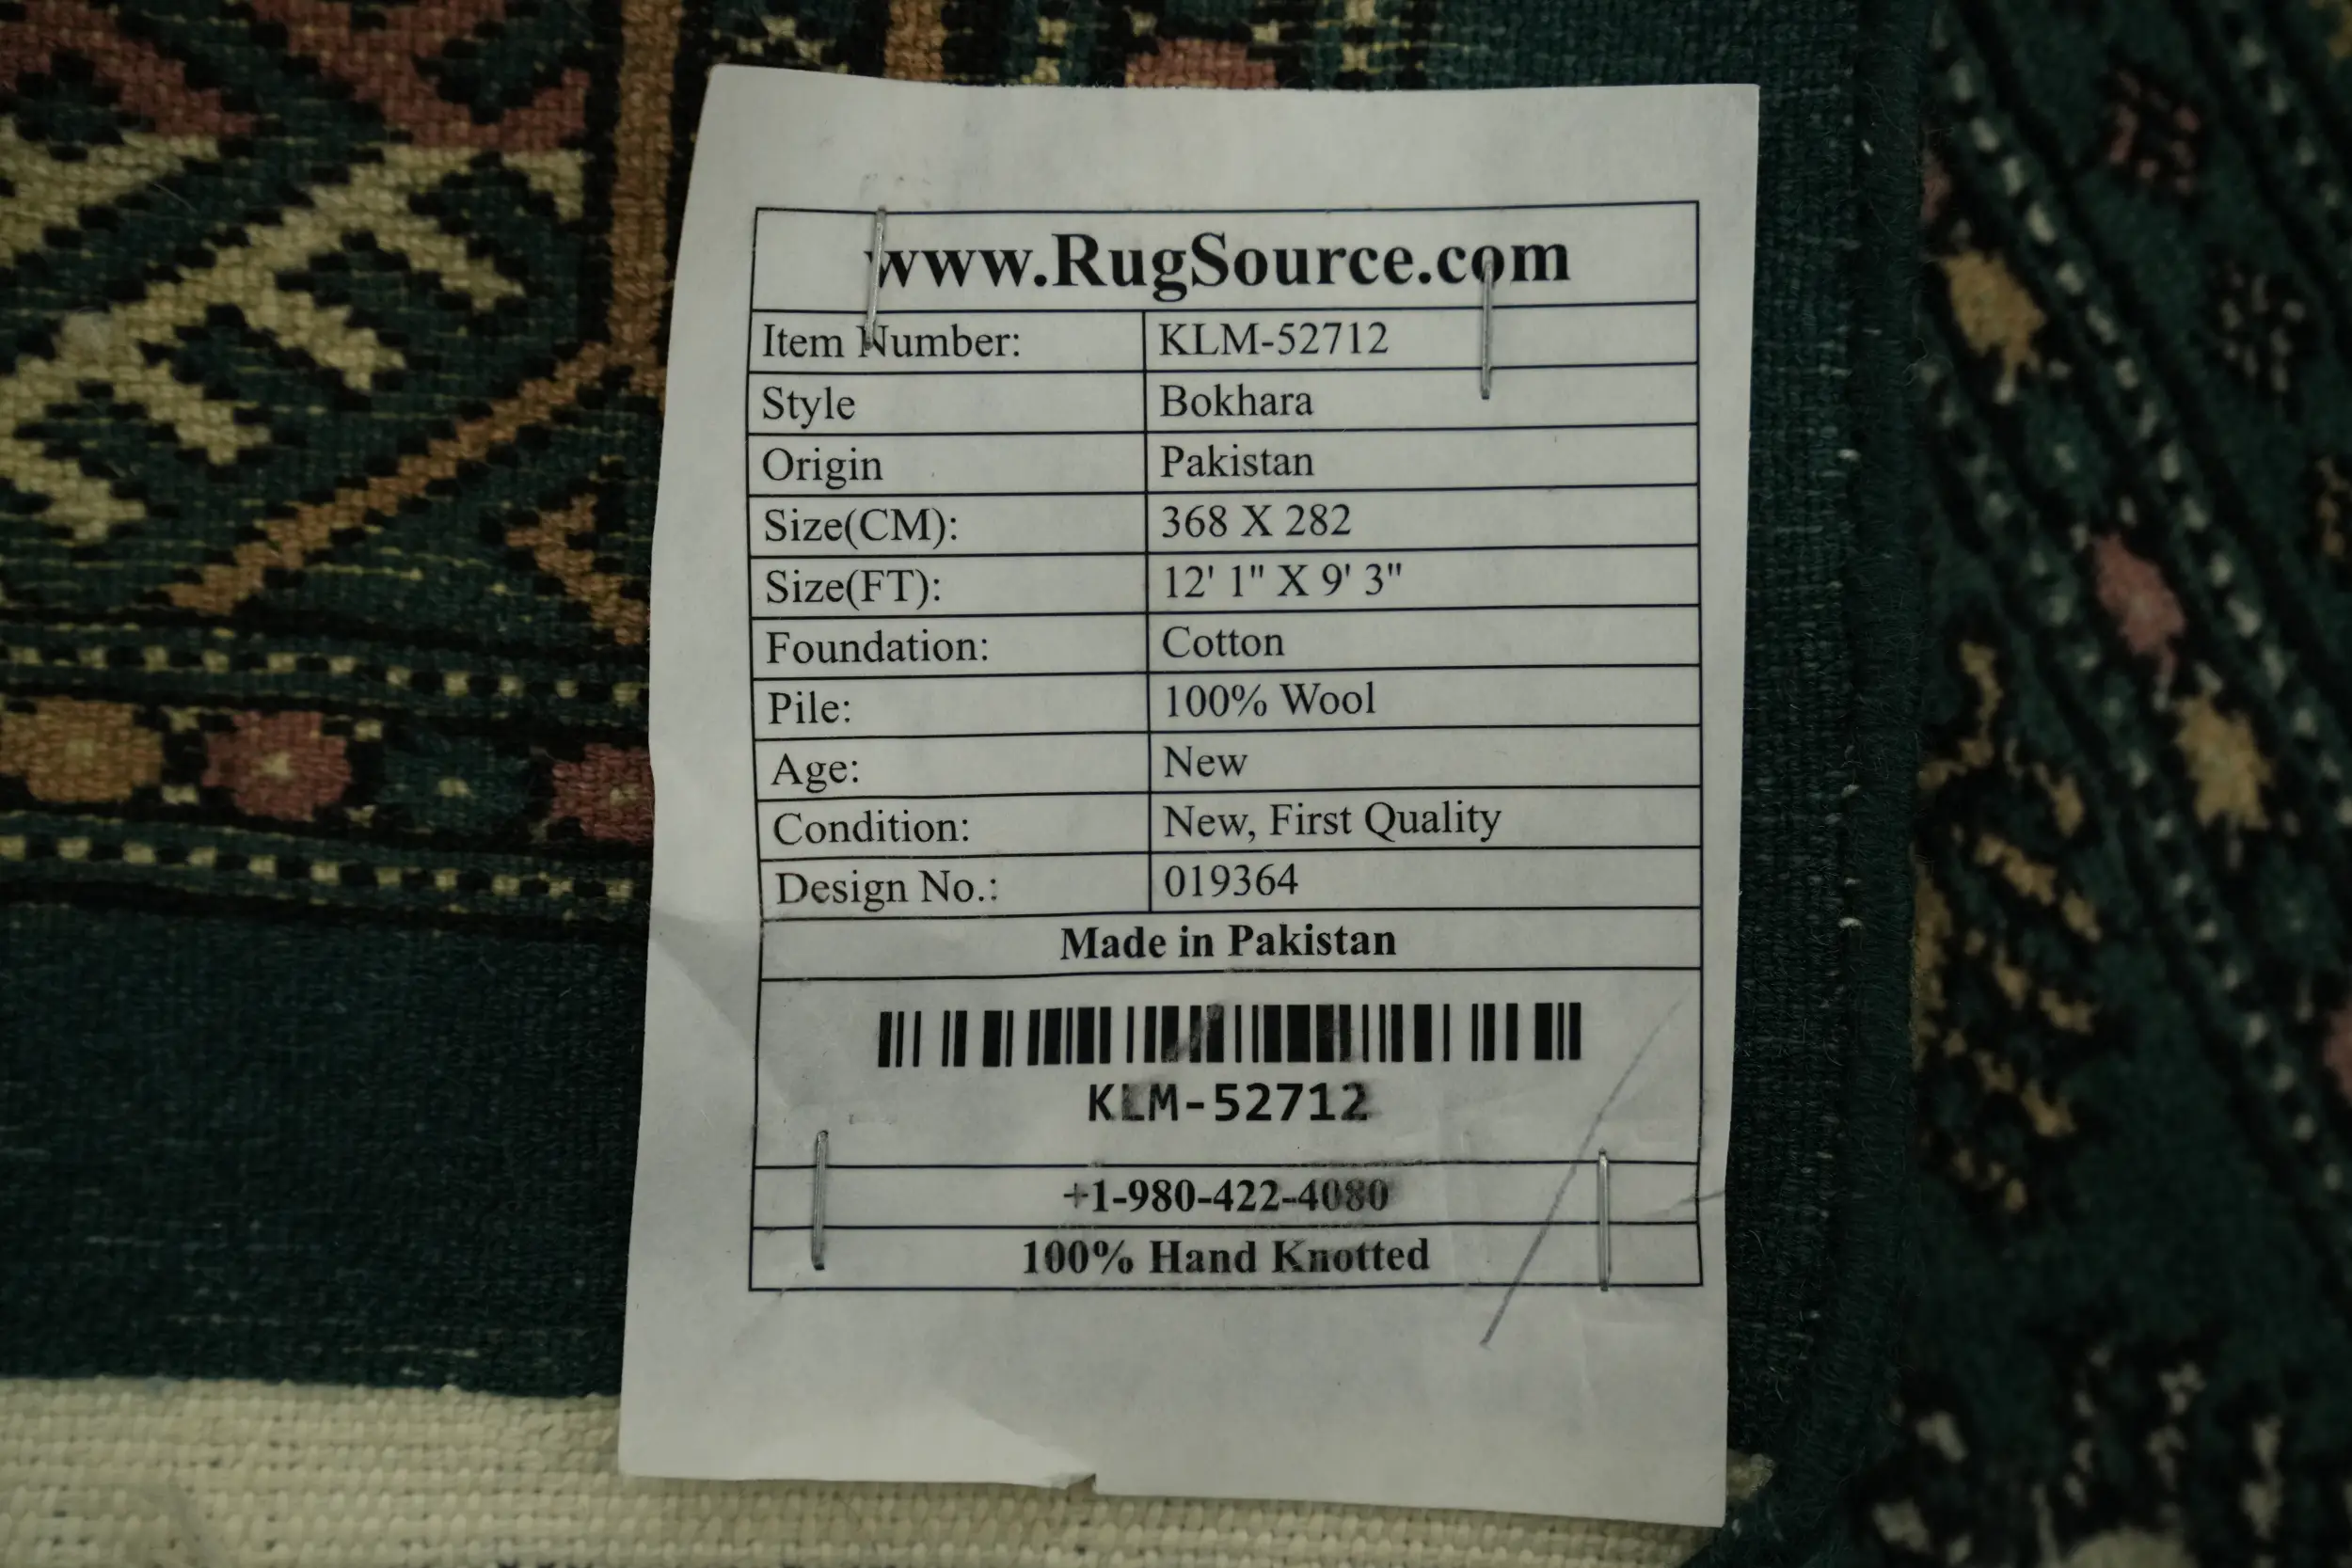 www.RugSource.com
Item Number: KLM-52712
Style Bokhara
Origin Pakistan
Size(CM): 368 X 282
Size(FT): 12' 1" X 9' 3"
Foundation: Cotton
Pile: 100% Wool
Age: New
Condition: New, First Quality
Design No.: 019364
Made in Pakistan
KLM-52712
+1-980-422-4080
100% Hand Knotted